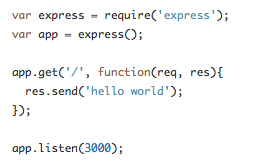 var express = require('express');
var app = express();

app.get('/', function(req, res){
  res.send('hello world');
});

app.listen(3000);